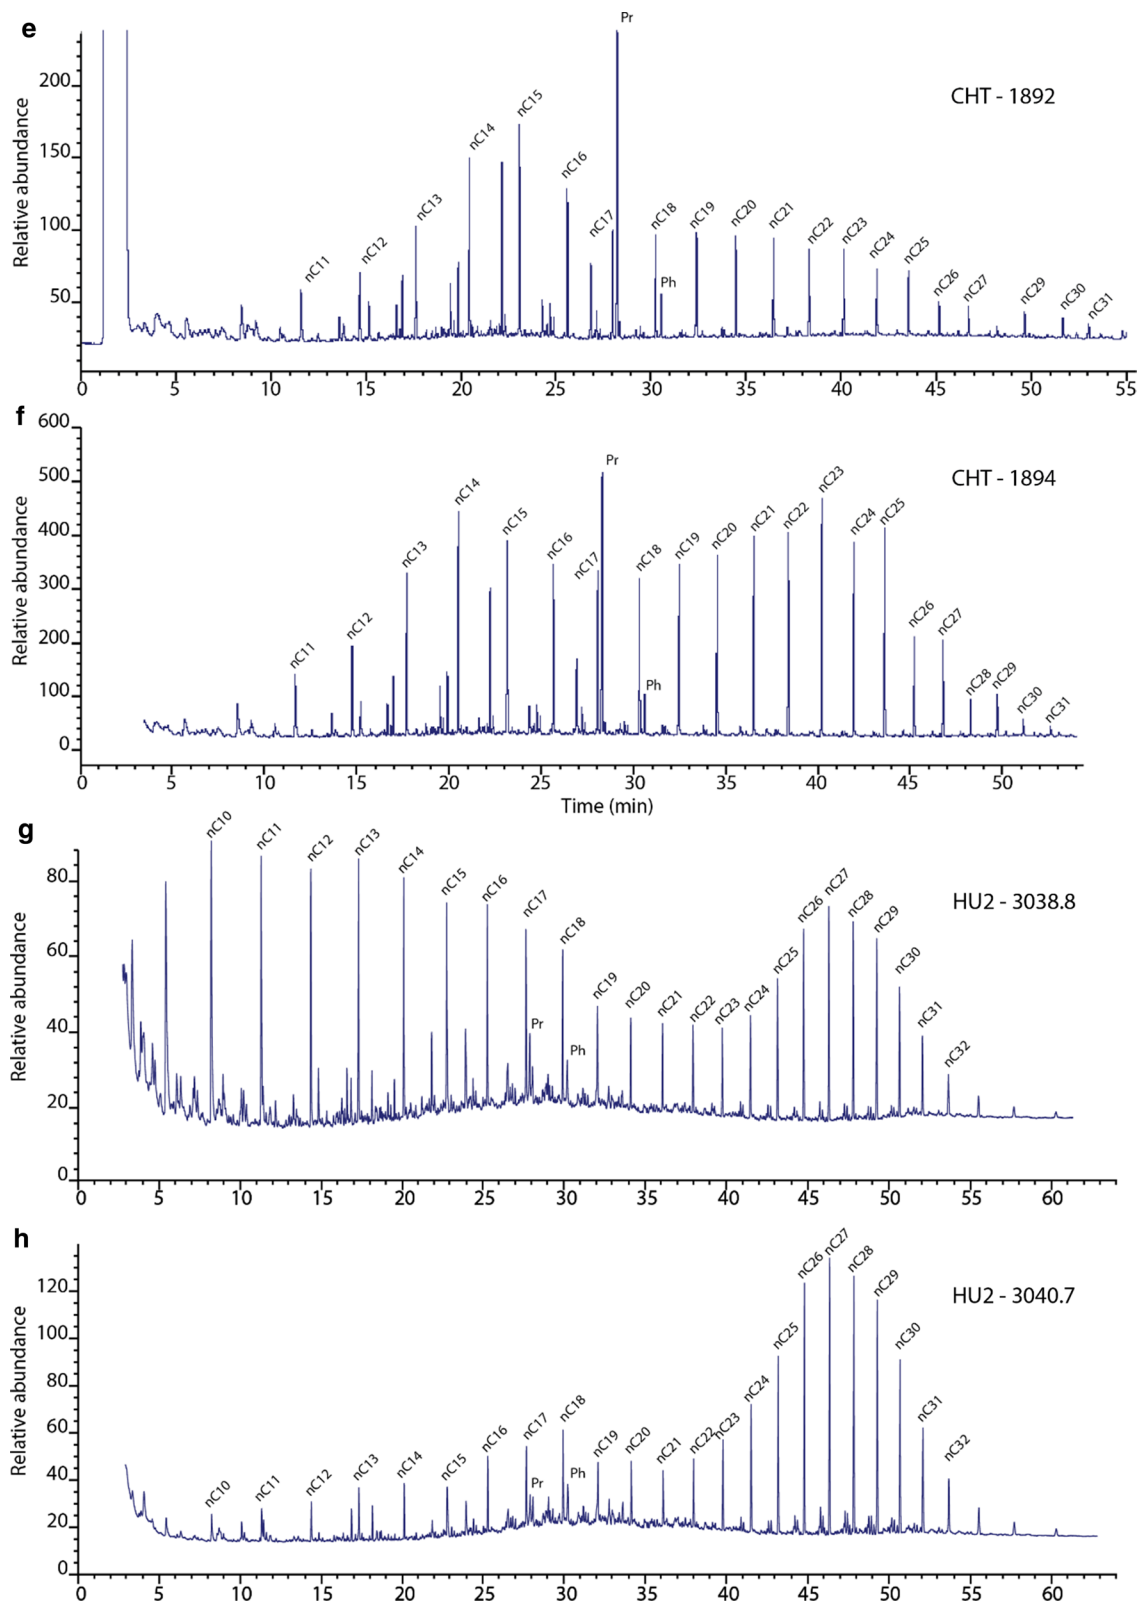 e
Pr
CHT - 1892
Relative abundance
200
150
100
50
nC11
nC12
nC13
nC14
nC15
nC16
nC17
nC18
Ph
nC19
nC20
nC21
nC22
nC23
nC24
nC25
nC26
nC27
nC29
nC30
nC31
0 5 10 15 20 25 30 35 40 45 50 55
f
CHT - 1894
Relative abundance
600
500
400
300
200
100
0
nC11
nC12
nC13
nC14
nC15
nC16
nC17
Pr
nC18
Ph
nC19
nC20
nC21
nC22
nC23
nC24
nC25
nC26
nC27
nC28
nC29
nC30
nC31
0 5 10 15 20 25 30 35 40 45 50
Time (min)
g
HU2 - 3038.8
Relative abundance
80
60
40
20
0
nC10
nC11
nC12
nC13
nC14
nC15
nC16
nC17
Pr
nC18
Ph
nC19
nC20
nC21
nC22
nC23
nC24
nC25
nC26
nC27
nC28
nC29
nC30
nC31
nC32
0 5 10 15 20 25 30 35 40 45 50 55 60
h
HU2 - 3040.7
Relative abundance
120
100
80
60
40
20
0
nC10
nC11
nC12
nC13
nC14
nC15
nC16
nC17
Pr
nC18
Ph
nC19
nC20
nC21
nC22
nC23
nC24
nC25
nC26
nC27
nC28
nC29
nC30
nC31
nC32
0 5 10 15 20 25 30 35 40 45 50 55 60